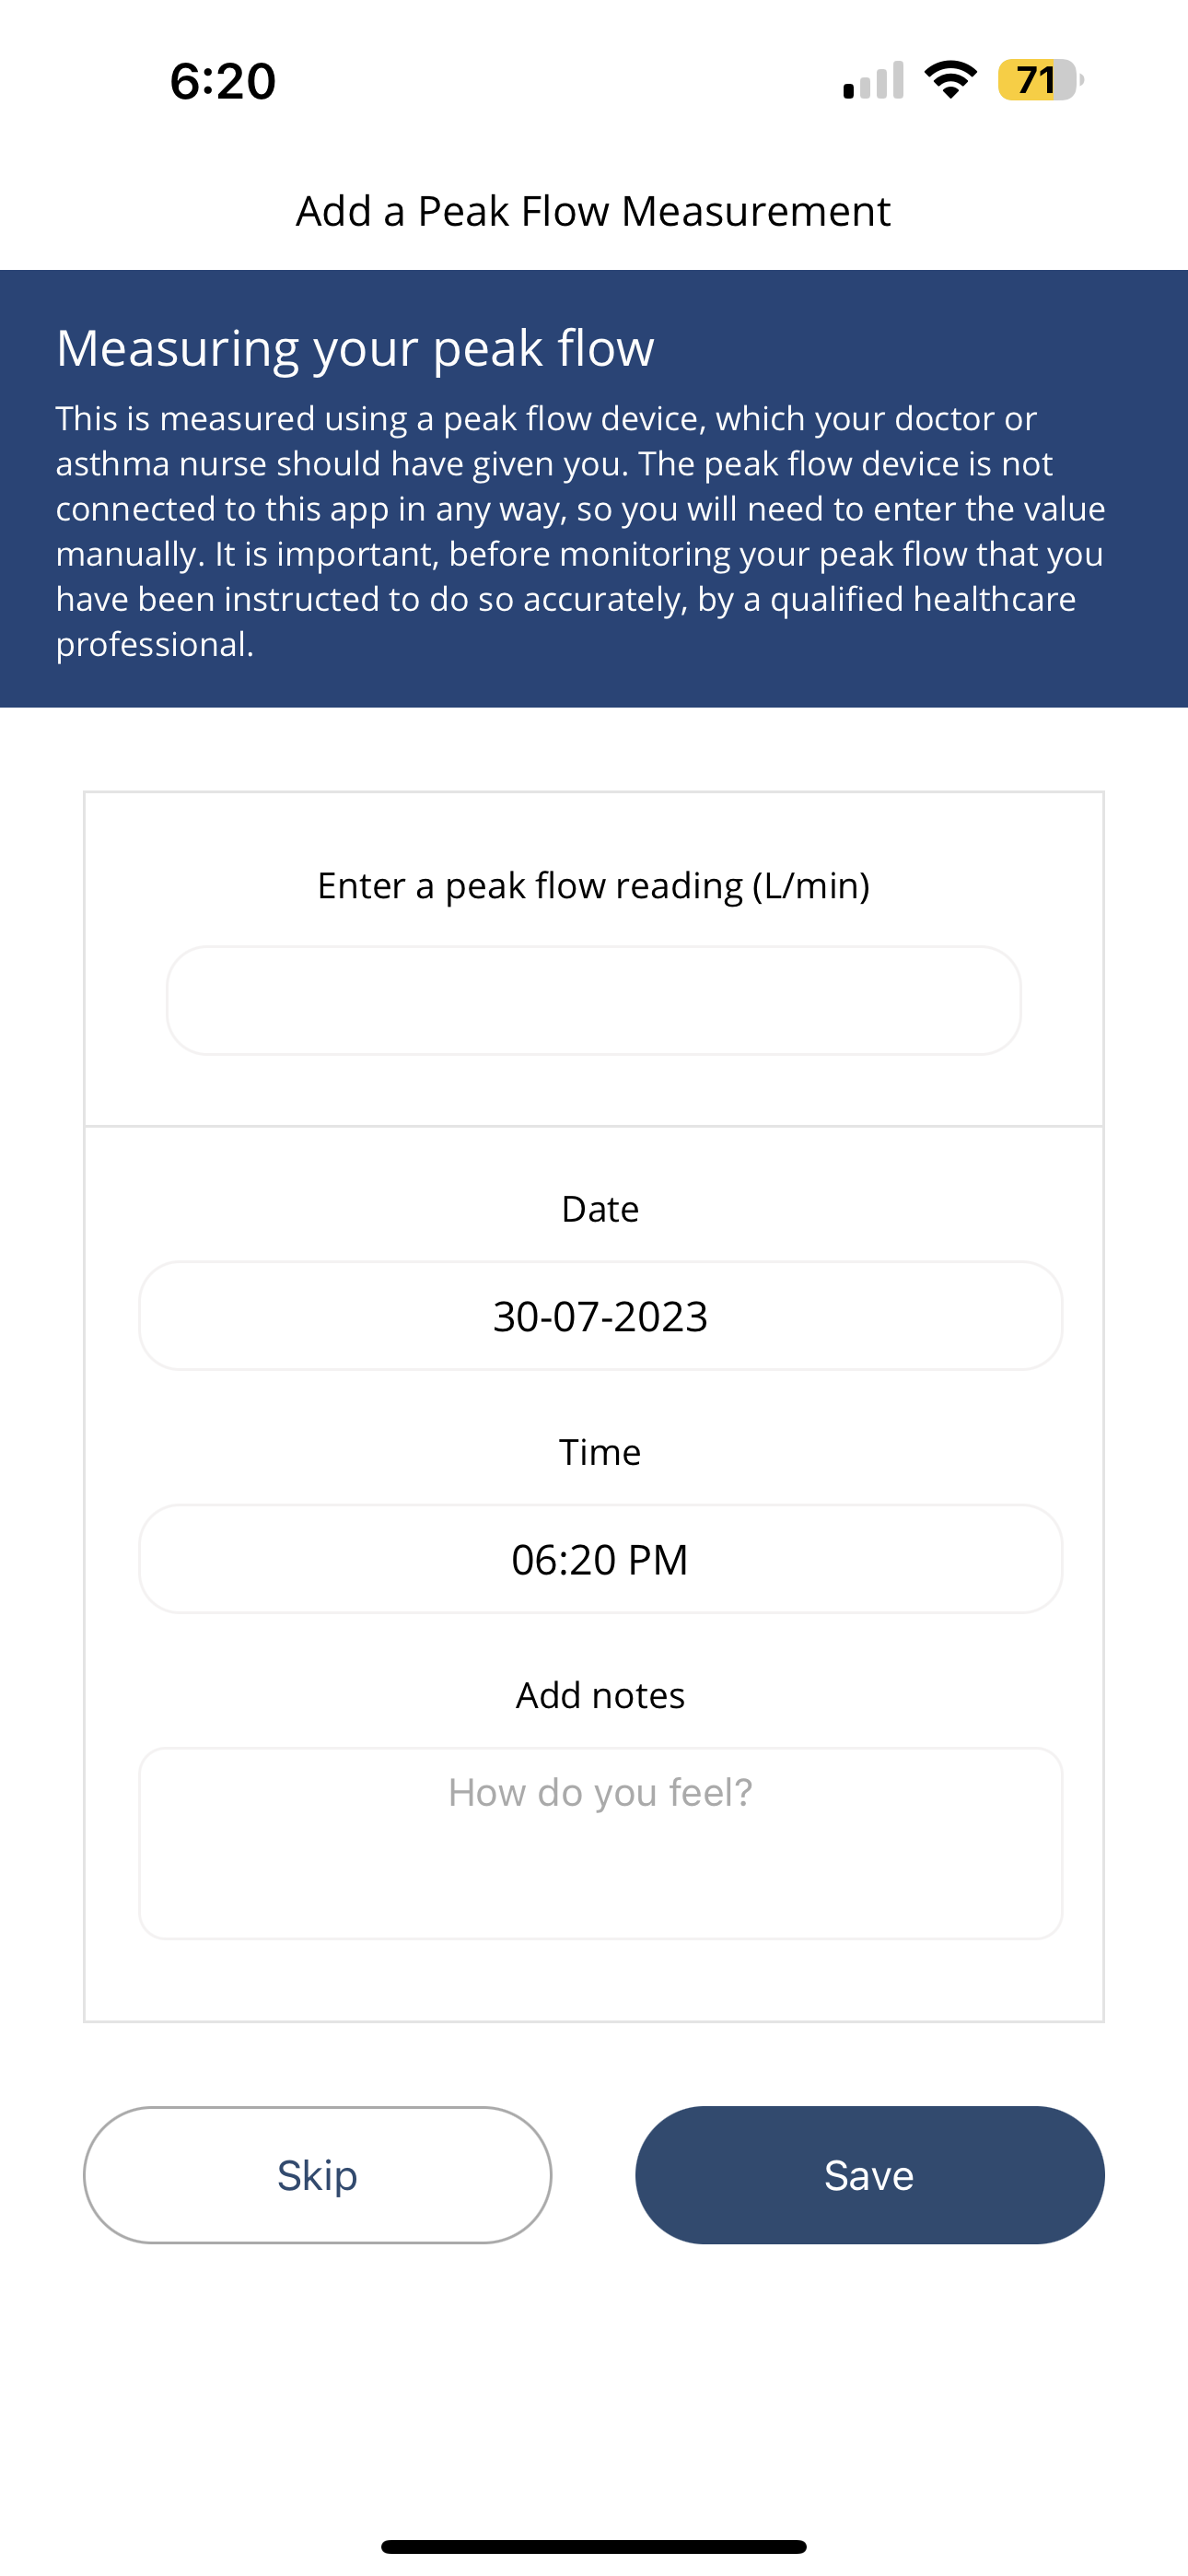 6:20
71
Add a Peak Flow Measurement
Measuring your peak flow
This is measured using a peak flow device, which your doctor or
asthma nurse should have given you. The peak flow device is not
connected to this app in any way, so you will need to enter the value
manually. It is important, before monitoring your peak flow that you
have been instructed to do so accurately, by a qualified healthcare
professional.
Enter a peak flow reading (L/min)
Date
30-07-2023
Time
06:20 PM
Add notes
How do you feel?
Skip
Save